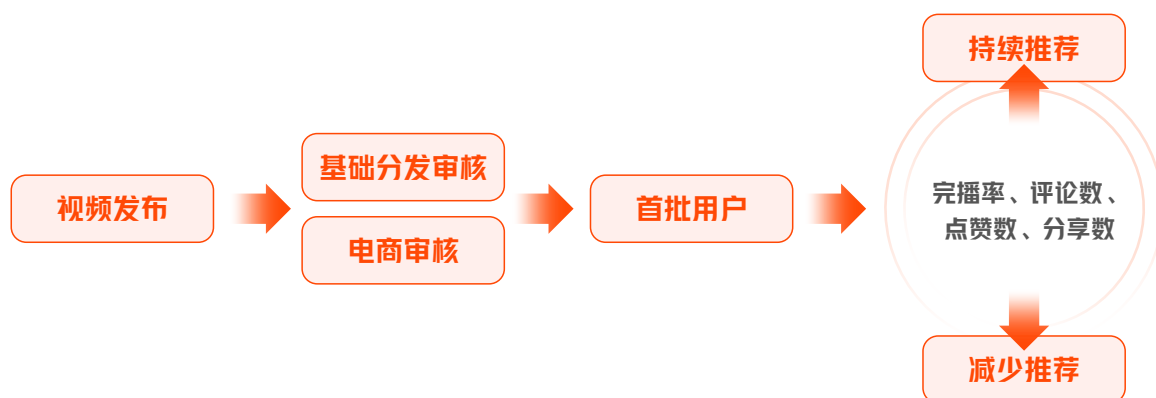 视频发布
基础分发审核
电商审核
首批用户
持续推荐
完播率、评论数、
点赞数、分享数
减少推荐